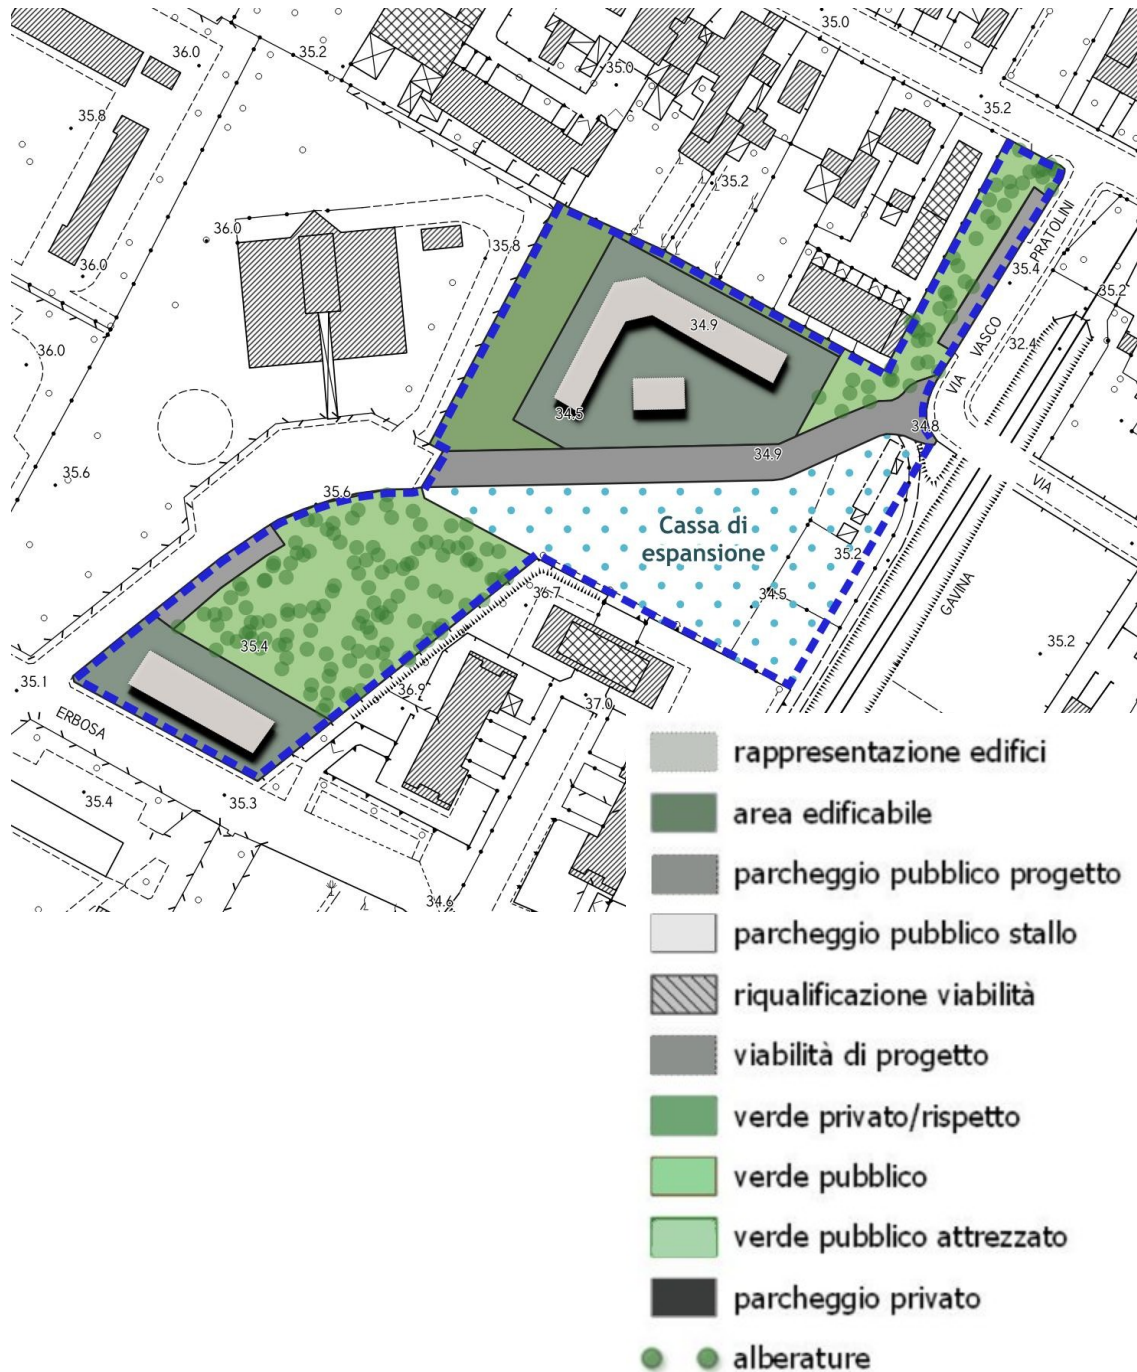 35.0
36.0
35.2
35.0
35.8
35.2
35.2
36.0
35.8
PRATOLINI
36.0
35.4
35.2
34.9
VASCO
32.4
36.0
VIA
34.5
34.8
34.9
35.6
35.6
VIA
Cassa di
espansione
35.2
GAVINA
36.7
34.5
35.4
35.2
35.1
36.9
37.0
ERBOSA
35.4
35.3
34.6
rappresentazione edifici
area edificabile
parcheggio pubblico progetto
parcheggio pubblico stallo
riqualificazione viabilità
viabilità di progetto
verde privato/rispetto
verde pubblico
verde pubblico attrezzato
parcheggio privato
alberature